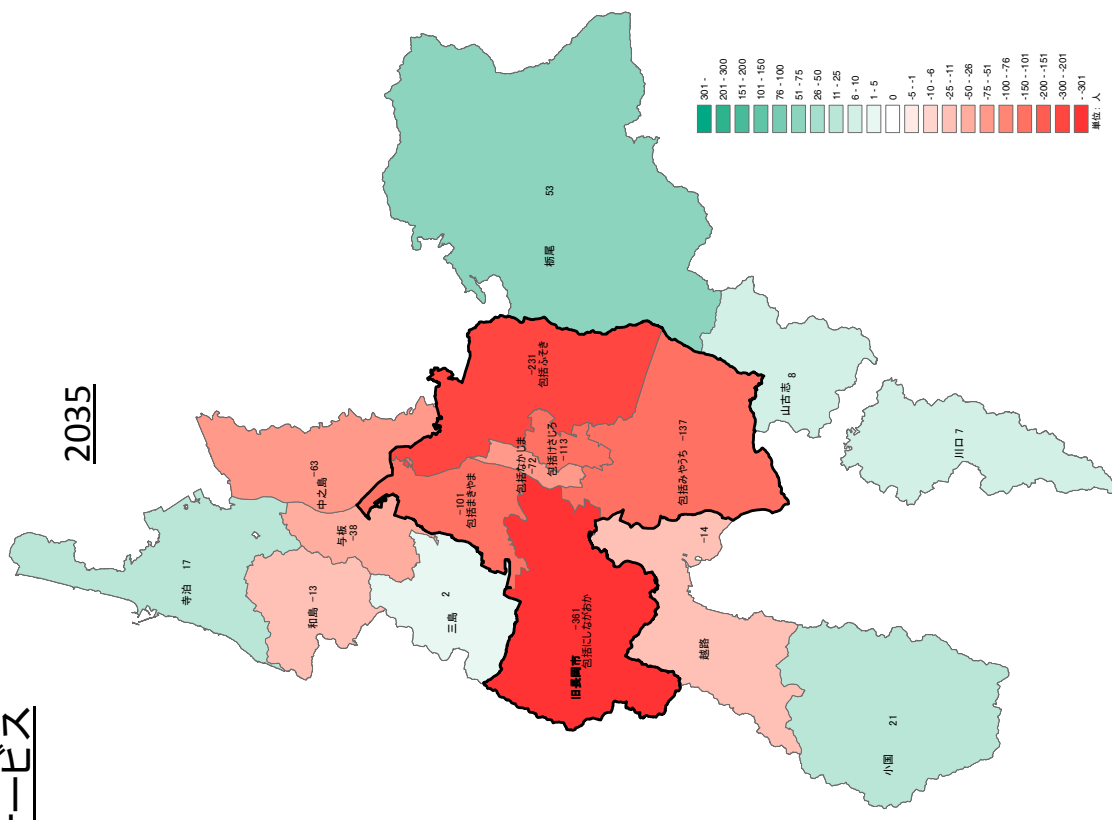 ービス
2035
寺泊 17
中之島 -63
与板
-38
和島 -13
三島 2
-101
包括まきやま
包括なかじま
-72
-231
包括ふそき
包括けさじろ
-113
旧長岡市
-361
包括にしながおか
包括みやうち -137
-14
越路
小国 21
栃尾 53
山古志 8
川口 7
301 -
201 - 300
151 - 200
101 - 150
76 - 100
51 - 75
26 - 50
11 - 25
6 - 10
1 - 5
0
-5 - -1
-10 - -6
-25 - -11
-50 - -26
-75 - -51
-100 - -76
-150 - -101
-200 - -151
-300 - -201
- -301
単位：人